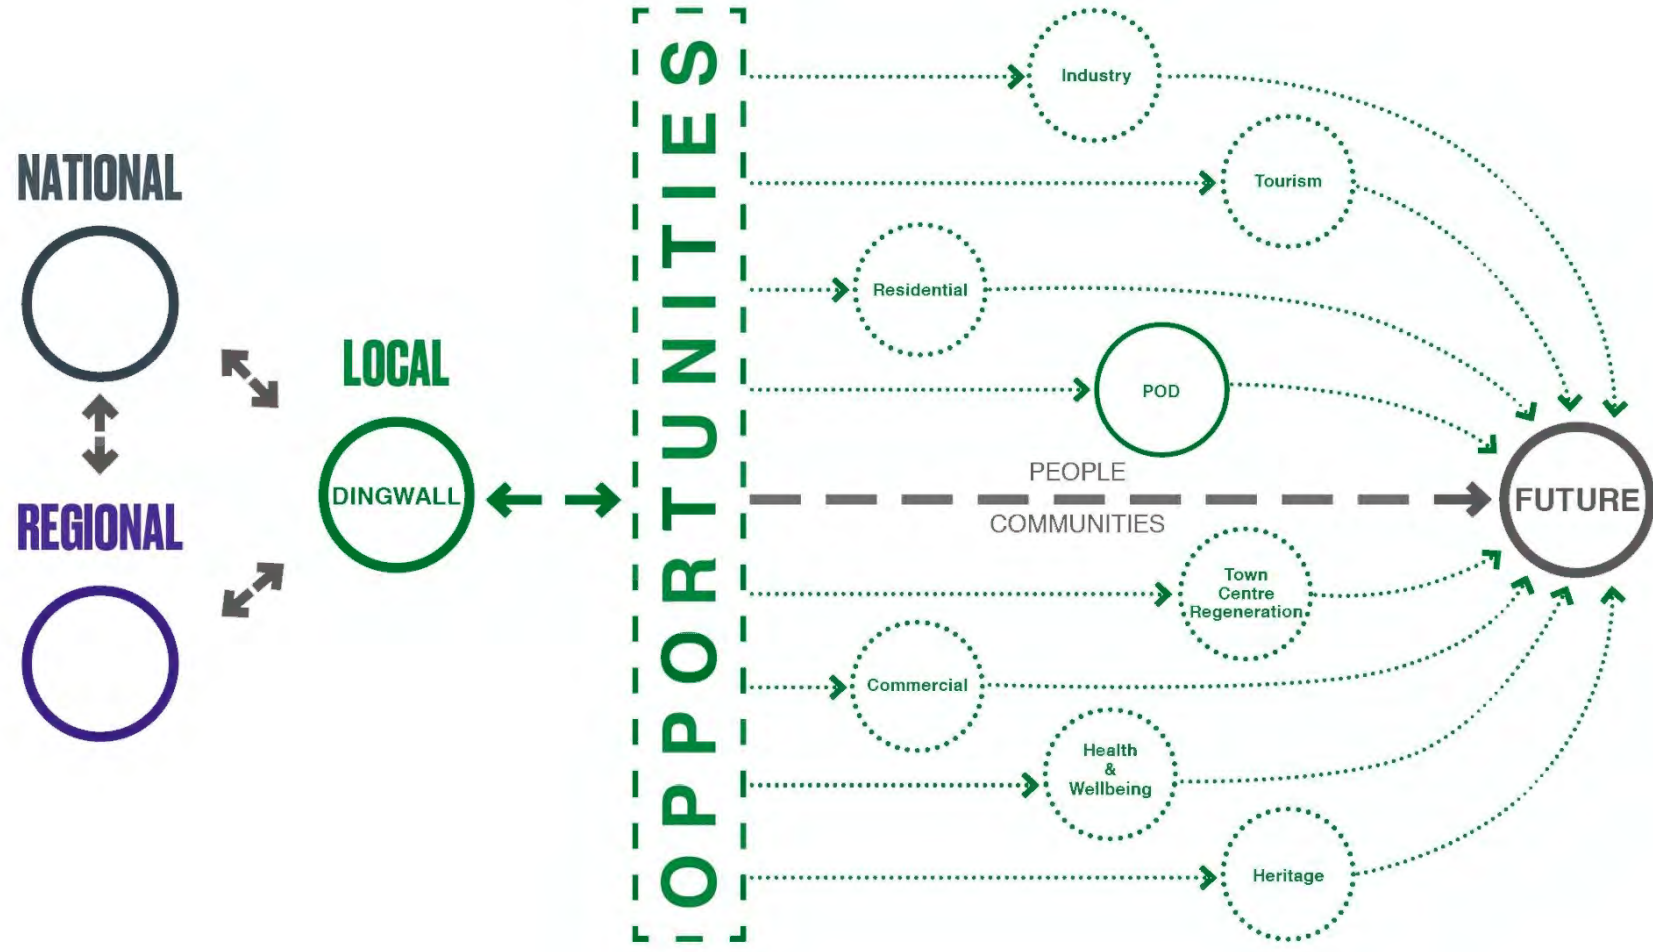 NATIONAL
REGIONAL
LOCAL
DINGWALL
OPPORTUNITIES
Industry
Tourism
Residential
POD
PEOPLE
COMMUNITIES
FUTURE
Town
Centre
Regeneration
Commercial
Health
&
Wellbeing
Heritage